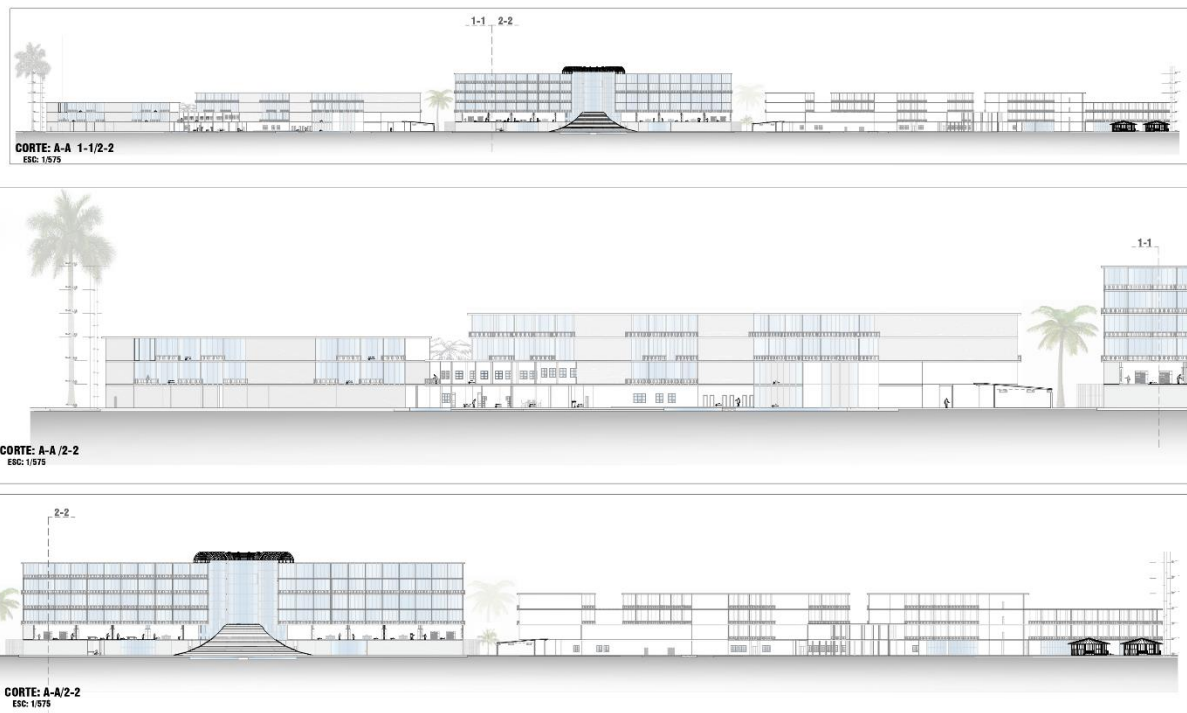 1-1 2-2
CORTE: A-A 1-1/2-2
ESC: 1/575
1-1
CORTE: A-A /2-2
ESC: 1/575
2-2
CORTE: A-A/2-2
ESC: 1/575